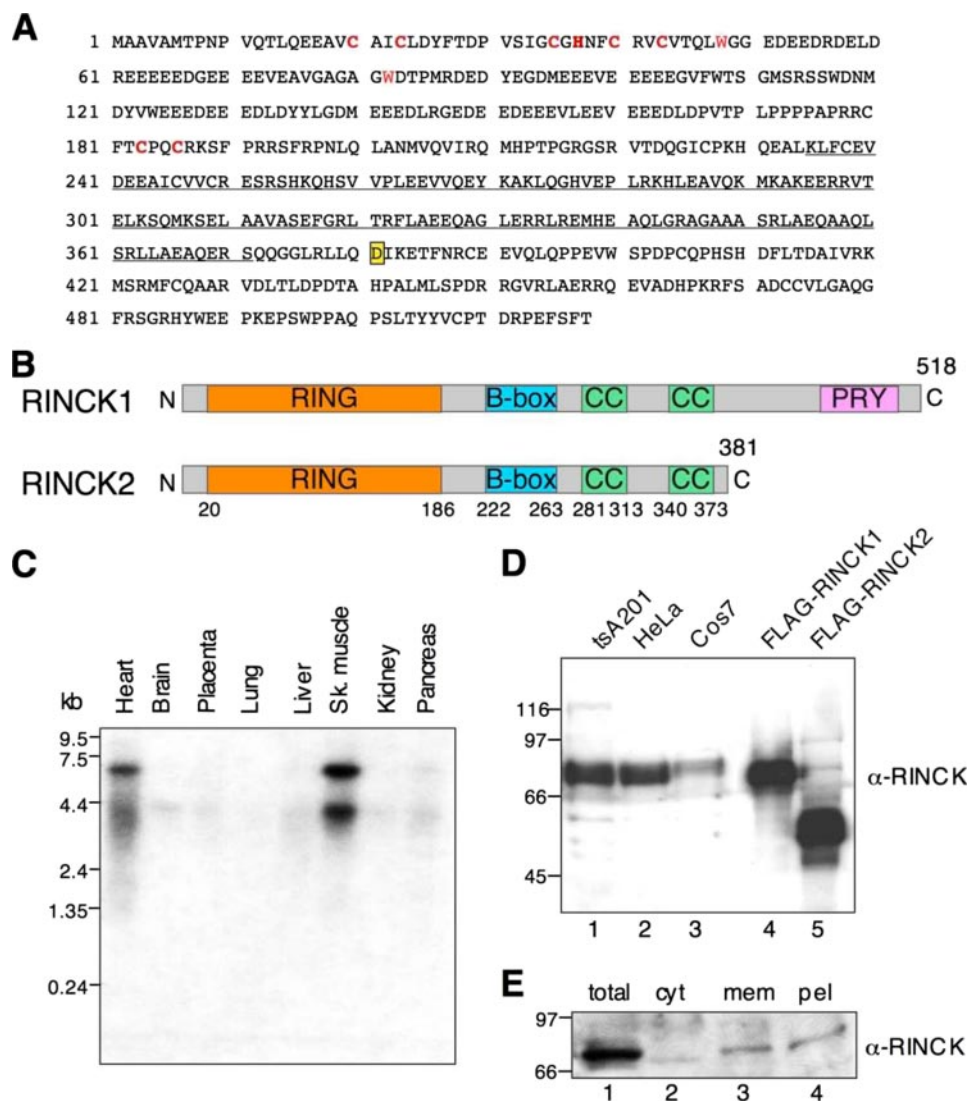 A
1 MAAVAMTPNP VQTLQEEAVC AICLDYFTDP VSIGCGHNFC RVCVTQLWGG EDEEDRDELD
61 REEEEEDGEE EEVEAVGAGA GWDTPMRDED YEGDMEEEVE EEEEGVFWTS GMSRSSWDNM
121 DYVWEEEDEE EDLDYYLGDM EEEDLRGEDE EDEEEVLEEV EEEDLDPVTP LPPPPAPRRC
181 FTCPQCRKSF PRRSFRPNLQ LANMVQVIRQ MHPTPGRGSR VTDQGICPKH QEALKLFCEV
241 DEEAICVVCR ESRSHKQHSV VPLEEVVQEY KAKLQGHVEP LRKHLEAVQK MKAKEERRVT
301 ELKSQMKSEL AAVASEFGRL TRFLAEEQAG LERRLREMHE AQLGRAGAAA SRLAEQAAQL
361 SRLLAEAQERS QQGGLRLLQ DIKETFNRCE EVQLQPPEVW SPDPCQPHSH DFLTDAIVRK
421 MSRMFCQAAR VDLTLDPDTA HPALMLSPDR RGVRLAERRQ EVADHPKRFS ADCCVLGAQG
481 FRSGRHYWEE PKEPSWPPAQ PSLTYYVCPT DRPEFSFT
B
518
RINCK1 N RING B-box CC CC PRY C
381
RINCK2 N RING B-box CC CC C
20 186 222 263 281 313 340 373
C
kb Heart Brain Placenta Lung Liver Sk. muscle Kidney Pancreas
9.5
7.5
4.4
2.4
1.35
0.24
D
tsA201 HeLa Cos7 FLAG-RINCK1 FLAG-RINCK2
116
97
66
45
α-RINCK
1 2 3 4 5
E
total cyt mem pel
97
66
α-RINCK
1 2 3 4